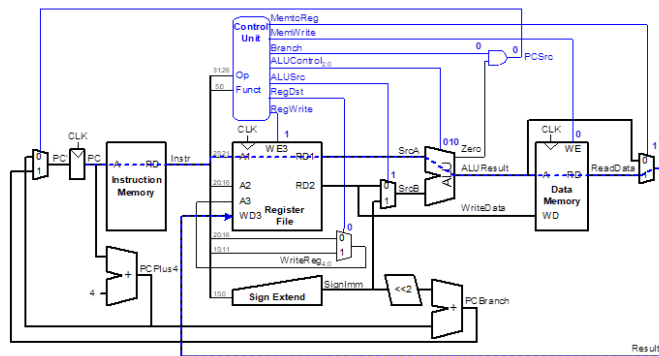 Control Unit
MemtoReg
MemWrite
Branch
0
0
PCSrc
ALUControl2:0
ALUSrc
31:26
Op
5:0
Funct
RegDst
RegWrite
CLK
CLK
CLK
1
010
0
1
0
1
PC'
PC
A RD
Instruction Memory
Instr
25:21
A1
WE3
RD1
SrcA
Zero
ALU
ALUResult
WE
A RD
ReadData
0
1
20:16
A2
RD2
1
0
1
SrcB
Data Memory
A3
WD3
Register File
WriteData
WD
0
20:16
0
15:11
1
WriteReg4:0
PCPlus4
+
4
SignImm
15:0
Sign Extend
<<2
+
PCBranch
Result